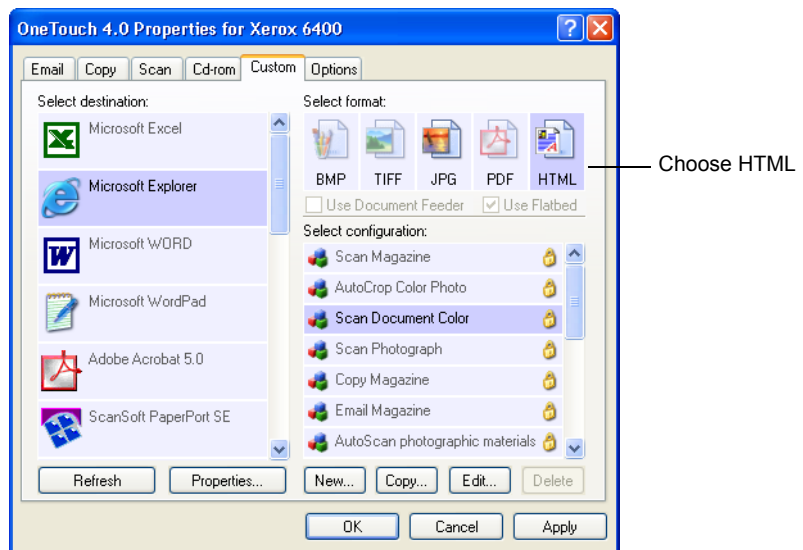 OneTouch 4.0 Properties for Xerox 6400
Email Copy Scan Cd-rom Custom Options
Select destination:
Microsoft Excel
Microsoft Explorer
Microsoft WORD
Microsoft WordPad
Adobe Acrobat 5.0
ScanSoft PaperPort SE
Refresh Properties...
Select format:
BMP TIFF JPG PDF HTML
Choose HTML
Use Document Feeder Use Flatbed
Select configuration:
Scan Magazine
AutoCrop Color Photo
Scan Document Color
Scan Photograph
Copy Magazine
Email Magazine
AutoScan photographic materials
New... Copy... Edit... Delete
OK Cancel Apply